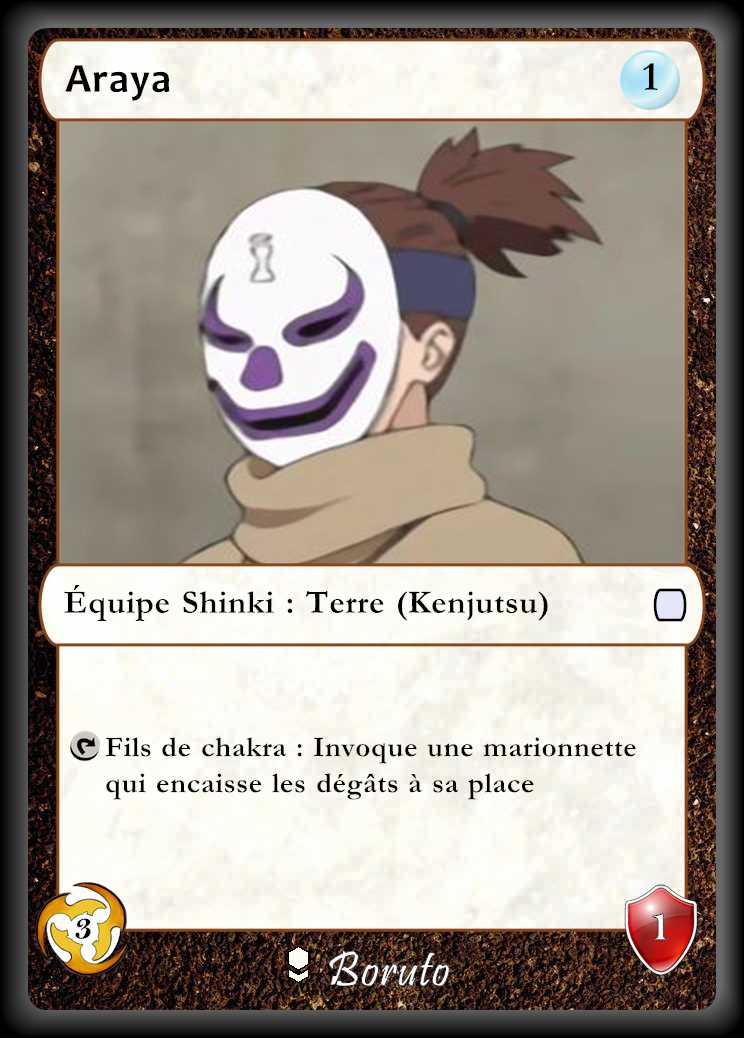 Araya
1
Équipe Shinki : Terre (Kenjutsu)
Fils de chakra : Invoque une marionnette
qui encaisse les dégâts à sa place
3
1
Boruto